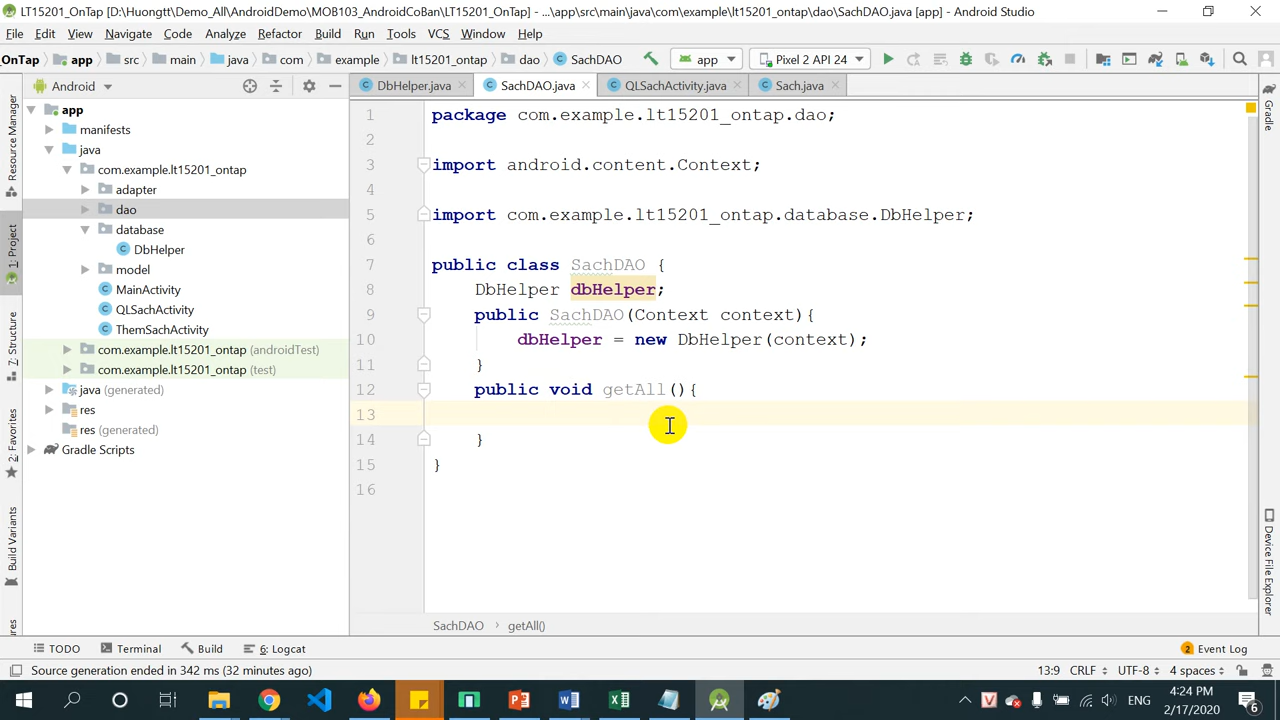 LT15201_OnTap [D:\Huongtt\Demo_All\AndroidDemo\MOB103_AndroidCoBan\LT15201_OnTap] - ...\app\src\main\java\com\example\lt15201_ontap\dao\SachDAO.java [app] - Android Studio
File Edit View Navigate Code Analyze Refactor Build Run Tools VCS Window Help
OnTap app src main java com example lt15201_ontap dao SachDAO app Pixel 2 API 24
Android DbHelper.java SachDAO.java QLSachActivity.java Sach.java
Resource Manager
1: Project
7: Structure
2: Favorites
Build Variants
Gradle
Device File Explorer
app
manifests
java
com.example.lt15201_ontap
adapter
dao
database
DbHelper
model
MainActivity
QLSachActivity
ThemSachActivity
com.example.lt15201_ontap (androidTest)
com.example.lt15201_ontap (test)
java (generated)
res
res (generated)
Gradle Scripts
1 package com.example.lt15201_ontap.dao;
2
3 import android.content.Context;
4
5 import com.example.lt15201_ontap.database.DbHelper;
6
7 public class SachDAO {
8 DbHelper dbHelper;
9 public SachDAO(Context context){
10 dbHelper = new DbHelper(context);
11 }
12 public void getAll(){
13
14 }
15 }
16
SachDAO › getAll()
TODO Terminal Build 6: Logcat 2 Event Log
Source generation ended in 342 ms (32 minutes ago) 13:9 CRLF UTF-8 4 spaces
ENG 4:24 PM
2/17/2020 6